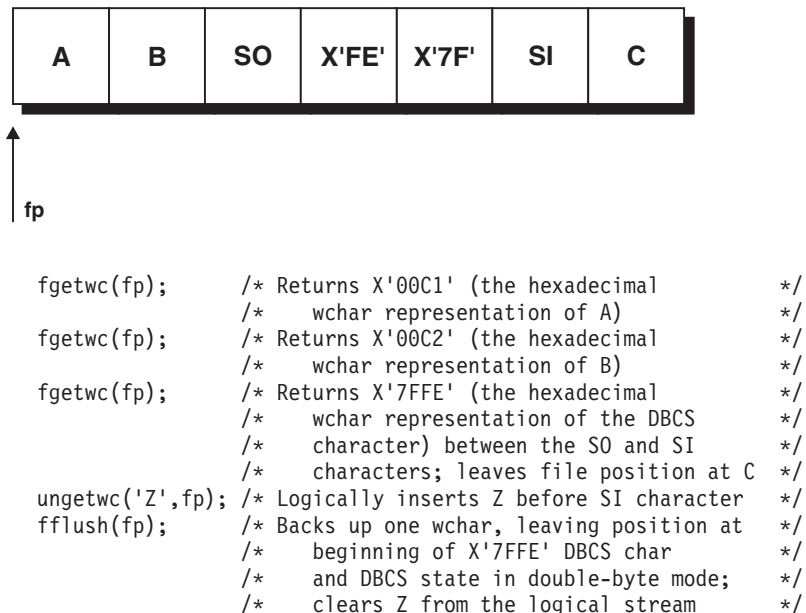 A B SO X'FE' X'7F' SI C
fp
fgetwc(fp); /* Returns X'00C1' (the hexadecimal */
/* wchar representation of A) */
fgetwc(fp); /* Returns X'00C2' (the hexadecimal */
/* wchar representation of B) */
fgetwc(fp); /* Returns X'7FFE' (the hexadecimal */
/* wchar representation of the DBCS */
/* character) between the SO and SI */
/* characters; leaves file position at C */
ungetwc('Z',fp); /* Logically inserts Z before SI character */
fflush(fp); /* Backs up one wchar, leaving position at */
/* beginning of X'7FFE' DBCS char */
/* and DBCS state in double-byte mode; */
/* clears Z from the logical stream */